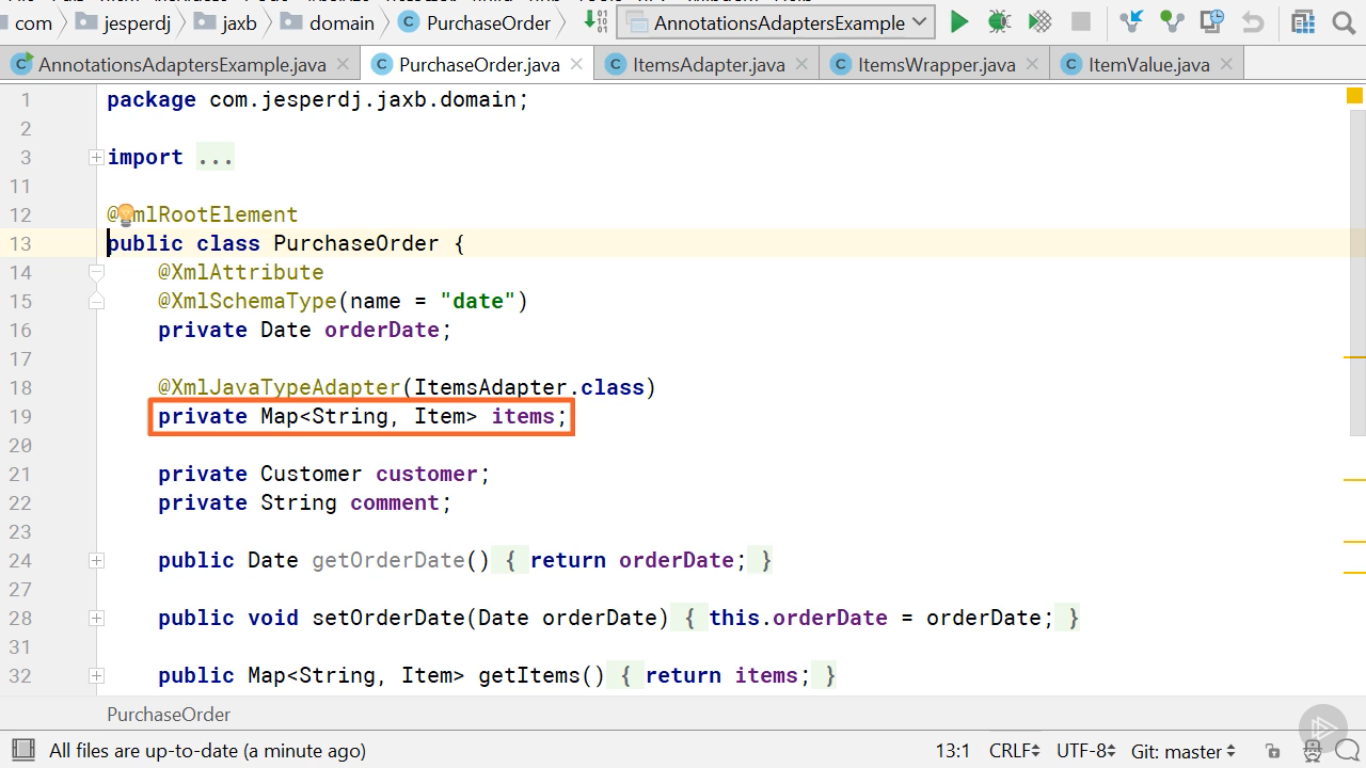 com jesperdj jaxb domain PurchaseOrder AnnotationsAdaptersExample
AnnotationsAdaptersExample.java PurchaseOrder.java ItemsAdapter.java ItemsWrapper.java ItemValue.java
1 package com.jesperdj.jaxb.domain;
2
3 import ...
11
12 @XmlRootElement
13 public class PurchaseOrder {
14 @XmlAttribute
15 @XmlSchemaType(name = "date")
16 private Date orderDate;
17
18 @XmlJavaTypeAdapter(ItemsAdapter.class)
19 private Map<String, Item> items;
20
21 private Customer customer;
22 private String comment;
23
24 public Date getOrderDate() { return orderDate; }
27
28 public void setOrderDate(Date orderDate) { this.orderDate = orderDate; }
31
32 public Map<String, Item> getItems() { return items; }
PurchaseOrder
All files are up-to-date (a minute ago) 13:1 CRLF UTF-8 Git: master